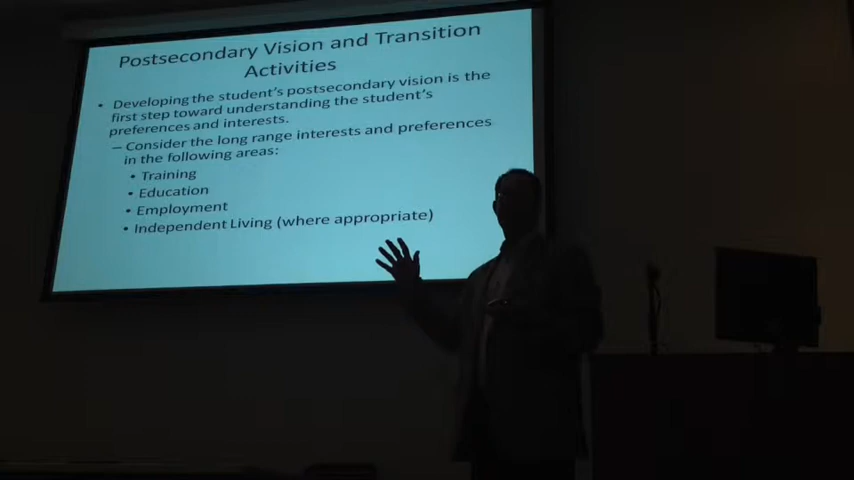 Postsecondary Vision and Transition
Activities
• Developing the student's postsecondary vision is the
first step toward understanding the student's
preferences and interests.
– Consider the long range interests and preferences
in the following areas:
• Training
• Education
• Employment
• Independent Living (where appropriate)